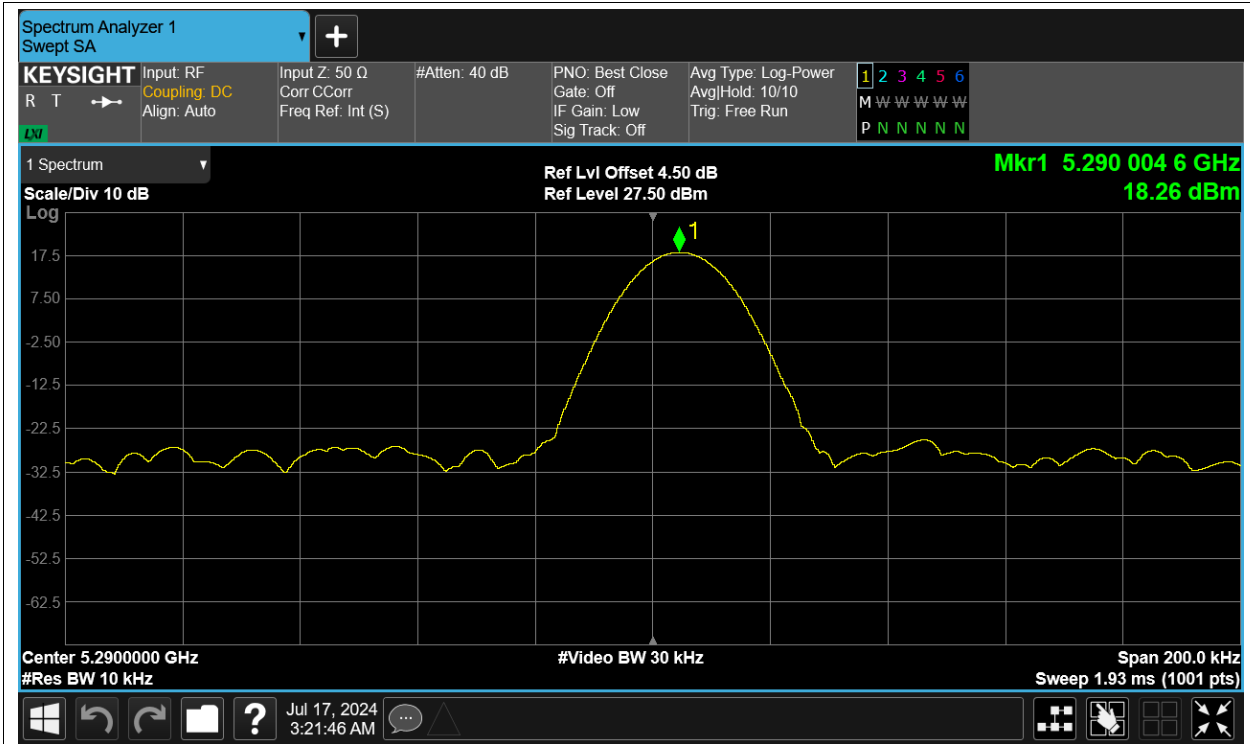 Spectrum Analyzer 1
Swept SA
KEYSIGHT
R T
LXI
Input: RF
Coupling: DC
Align: Auto
Input Z: 50 Ω
Corr CCorr
Freq Ref: Int (S)
#Atten: 40 dB
PNO: Best Close
Gate: Off
IF Gain: Low
Sig Track: Off
Avg Type: Log-Power
Avg|Hold: 10/10
Trig: Free Run
1 2 3 4 5 6
M W W W W W
P N N N N N
1 Spectrum
Scale/Div 10 dB
Log
Ref Lvl Offset 4.50 dB
Ref Level 27.50 dBm
Mkr1 5.290 004 6 GHz
18.26 dBm
1
17.5
7.50
-2.50
-12.5
-22.5
-32.5
-42.5
-52.5
-62.5
Center 5.2900000 GHz
#Res BW 10 kHz
#Video BW 30 kHz
Span 200.0 kHz
Sweep 1.93 ms (1001 pts)
?
Jul 17, 2024
3:21:46 AM